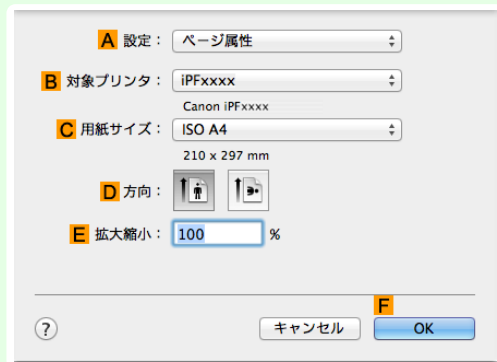 A 設定： ページ属性
B 対象プリンタ： iPFxxxx
Canon iPFxxxx
C 用紙サイズ： ISO A4
210 x 297 mm
D 方向：
E 拡大縮小： 100 %
F
? キャンセル OK